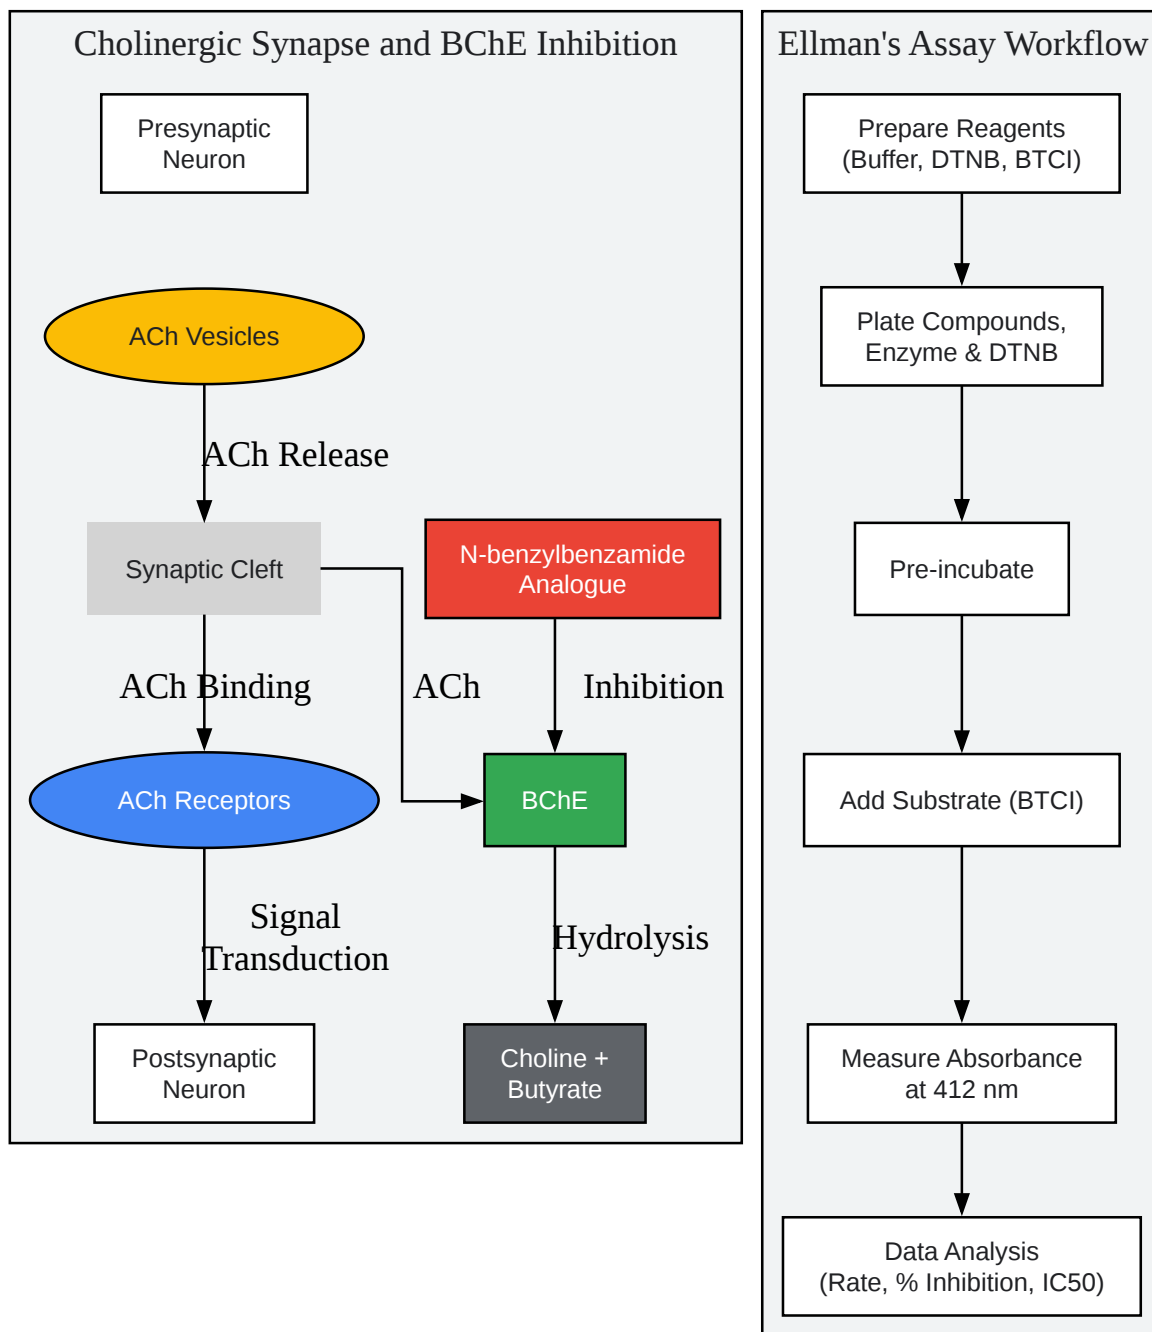 Cholinergic Synapse and BChE Inhibition
Presynaptic
Neuron
ACh Vesicles
ACh Release
Synaptic Cleft
N-benzylbenzamide
Analogue
ACh Binding
ACh
Inhibition
ACh Receptors
BChE
Signal
Transduction
Hydrolysis
Postsynaptic
Neuron
Choline +
Butyrate
Ellman's Assay Workflow
Prepare Reagents
(Buffer, DTNB, BTCI)
Plate Compounds,
Enzyme & DTNB
Pre-incubate
Add Substrate (BTCI)
Measure Absorbance
at 412 nm
Data Analysis
(Rate, % Inhibition, IC50)